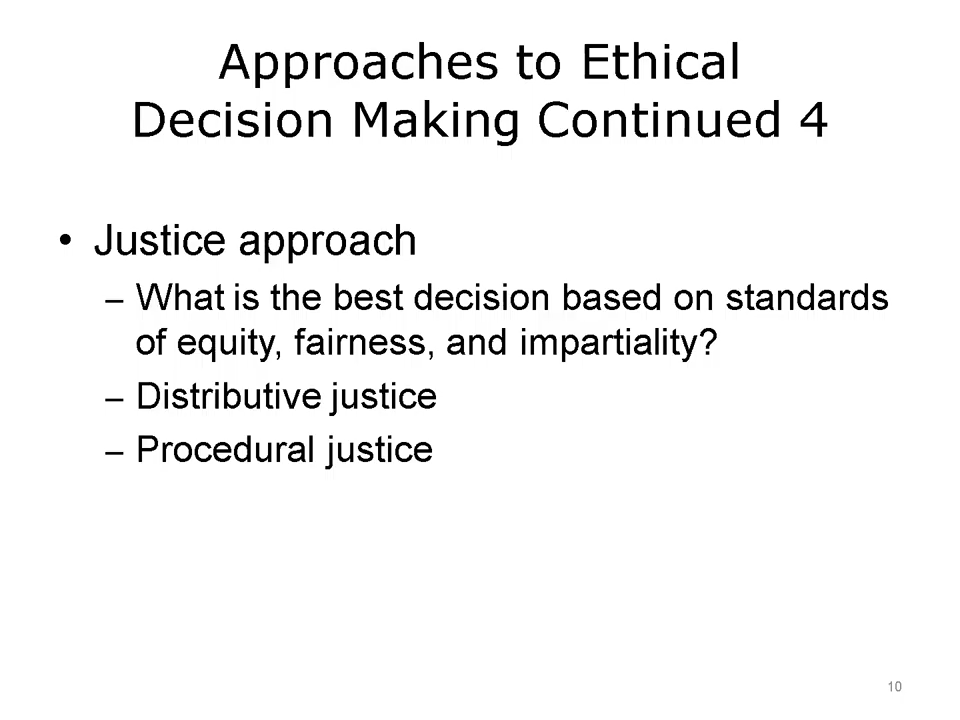 Approaches to Ethical
Decision Making Continued 4
• Justice approach
– What is the best decision based on standards
of equity, fairness, and impartiality?
– Distributive justice
– Procedural justice
10